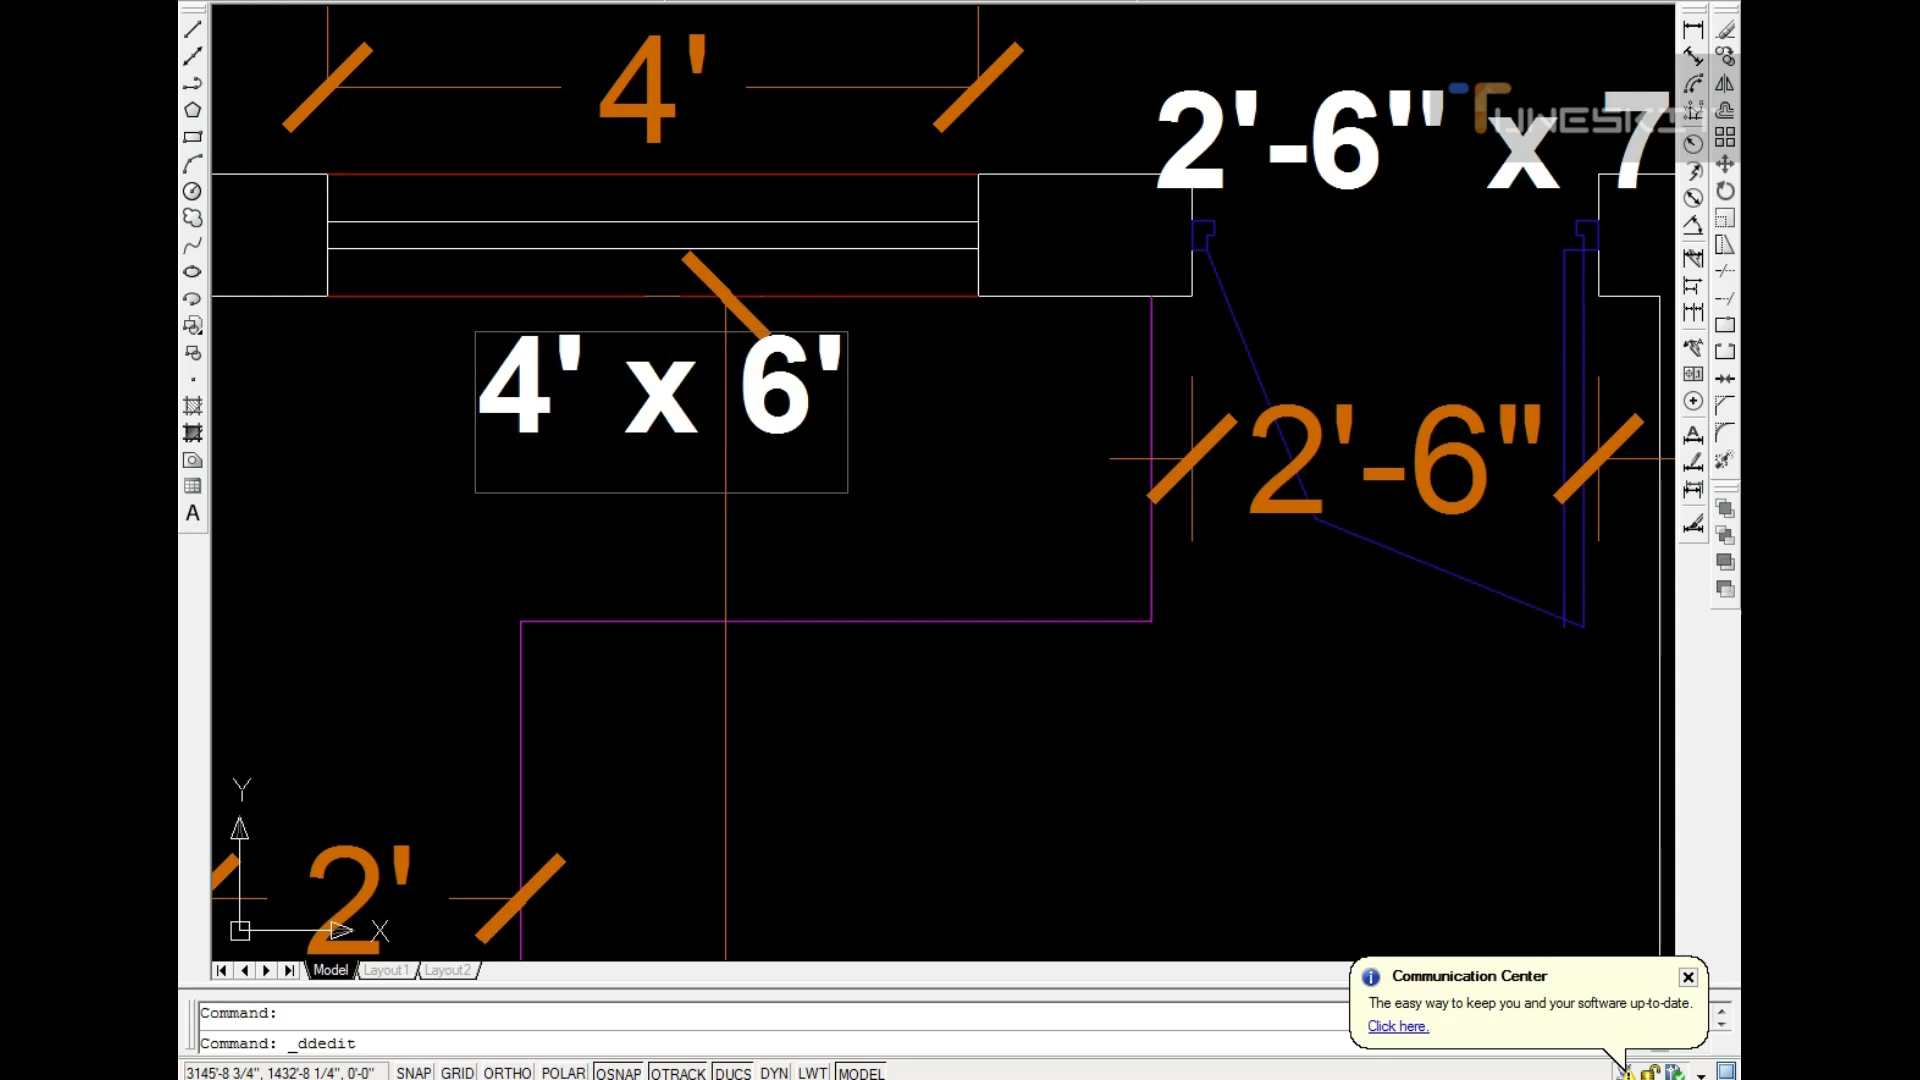 4'
2'-6'' x 7
TUNESKIT
4' x 6'
2'-6"
Y
2'
X
A
Model
Layout1
Layout2
Communication Center
The easy way to keep you and your software up-to-date.
Click here.
Command:
Command: _ddedit
3145'-8 3/4", 1432'-8 1/4", 0'-0"
SNAP GRID ORTHO POLAR OSNAP OTRACK DUCS DYN LWT MODEL